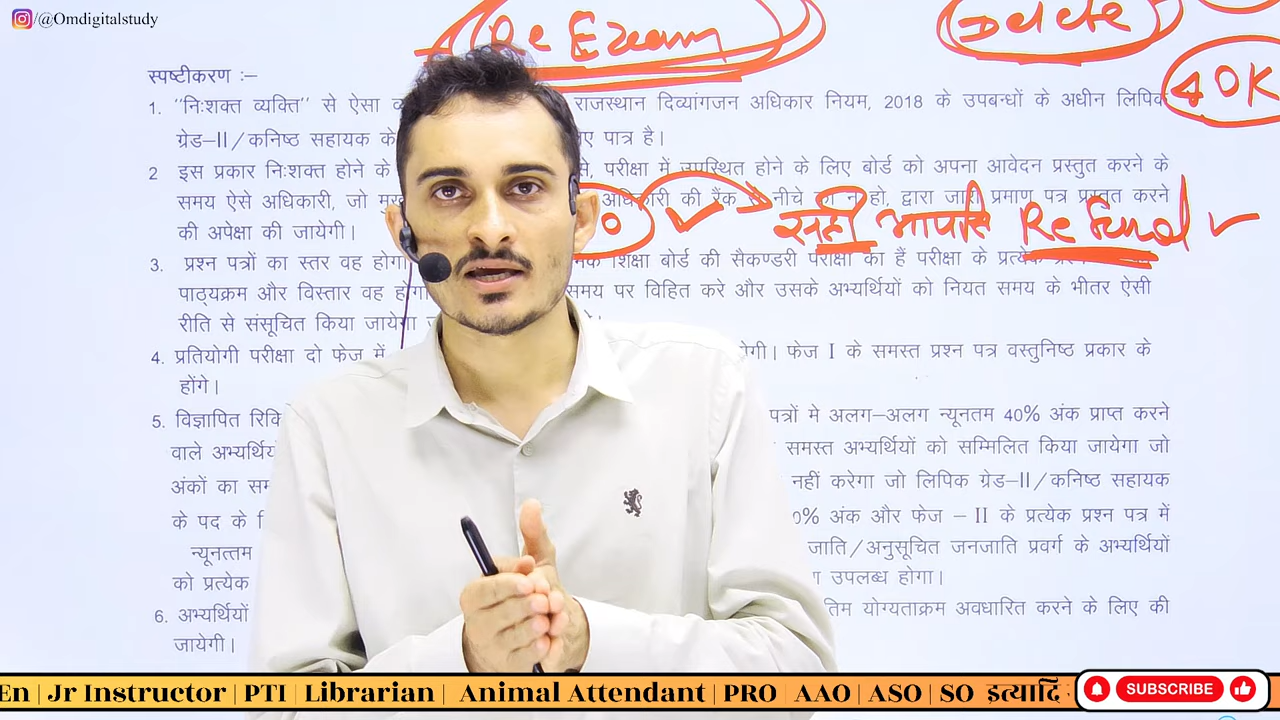 /@Omdigitalstudy
Re Exam
Delete
40K
स्पष्टीकरण :–
1. "नि:शक्त व्यक्ति" से ऐसा राजस्थान दिव्यांगजन अधिकार नियम, 2018 के उपबन्धों के अधीन लिपिक
ग्रेड–II/कनिष्ठ सहायक के पात्र है।
2 इस प्रकार नि:शक्त होने के परीक्षा में उपस्थित होने के लिए बोर्ड को अपना आवेदन प्रस्तुत करने के
समय ऐसे अधिकारी, जो अधिकारी की रैंक से नीचे का न हो, द्वारा जारी प्रमाण पत्र प्रस्तुत करने
सही आपत्ति Refund
की अपेक्षा की जायेगी।
3. प्रश्न पत्रों का स्तर वह होगा शिक्षा बोर्ड की सैकण्डरी परीक्षा का हैं परीक्षा के प्रत्येक
पाठ्यक्रम और विस्तार वह होगा समय पर विहित करे और उसके अभ्यर्थियों को नियत समय के भीतर ऐसी
रीति से संसूचित किया जायेगा
4. प्रतियोगी परीक्षा दो फेज में फेज I के समस्त प्रश्न पत्र वस्तुनिष्ठ प्रकार के
होंगे।
5. विज्ञापित पत्रों मे अलग–अलग न्यूनतम 40% अंक प्राप्त करने
वाले समस्त अभ्यर्थियों को सम्मिलित किया जायेगा जो
अंकों का नहीं करेगा जो लिपिक ग्रेड–II/कनिष्ठ सहायक
के पद के अंक और फेज – II के प्रत्येक प्रश्न पत्र में
न्यूनत्तम जाति/अनुसूचित जनजाति प्रवर्ग के अभ्यर्थियों
को प्रत्येक उपलब्ध होगा।
6. अभ्यर्थियों योग्यताक्रम अवधारित करने के लिए की
जायेगी।
En | Jr Instructor | PTI | Librarian | Animal Attendant | PRO | AAO | ASO | SO इत्यादि
SUBSCRIBE